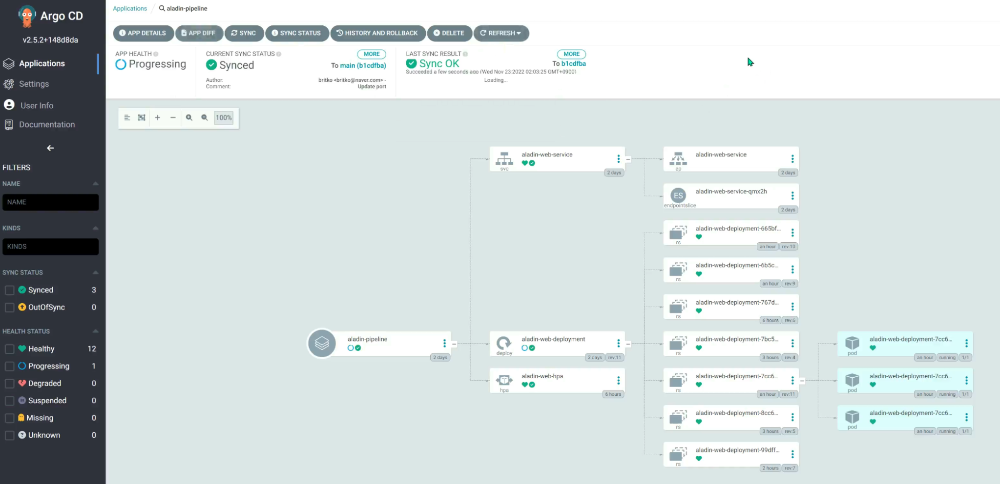 Argo CD
v2.5.2+148d8da
Applications
Settings
User Info
Documentation
FILTERS
NAME
NAME
KINDS
KINDS
SYNC STATUS
Synced 3
OutOfSync 0
HEALTH STATUS
Healthy 12
Progressing 1
Degraded 0
Suspended 0
Missing 0
Unknown 0
Applications / aladin-pipeline
APP DETAILS APP DIFF SYNC SYNC STATUS HISTORY AND ROLLBACK DELETE REFRESH
APP HEALTH
Progressing
CURRENT SYNC STATUS MORE
Synced To main (b1cdfba)
Author: britko <britko@naver.com> -
Comment: Update port
LAST SYNC RESULT MORE
Sync OK To b1cdfba
Succeeded a few seconds ago (Wed Nov 23 2022 02:03:25 GMT+0900)
Loading...
100%
aladin-pipeline
2 days
aladin-web-service
svc
2 days
aladin-web-deployment
deploy
2 days rev:11
aladin-web-hpa
hpa
6 hours
aladin-web-service
ep
2 days
ES
aladin-web-service-qmx2h
endpointslice
2 days
aladin-web-deployment-665bf...
rs
an hour rev:10
aladin-web-deployment-6b5c...
rs
an hour rev:9
aladin-web-deployment-767d...
rs
6 hours rev:6
aladin-web-deployment-7bc5...
rs
3 hours rev:4
aladin-web-deployment-7cc6...
rs
an hour rev:11
aladin-web-deployment-8cc6...
rs
3 hours rev:5
aladin-web-deployment-99dff...
rs
2 hours rev:7
aladin-web-deployment-7cc6...
pod
an hour running 1/1
aladin-web-deployment-7cc6...
pod
an hour running 1/1
aladin-web-deployment-7cc6...
pod
an hour running 1/1